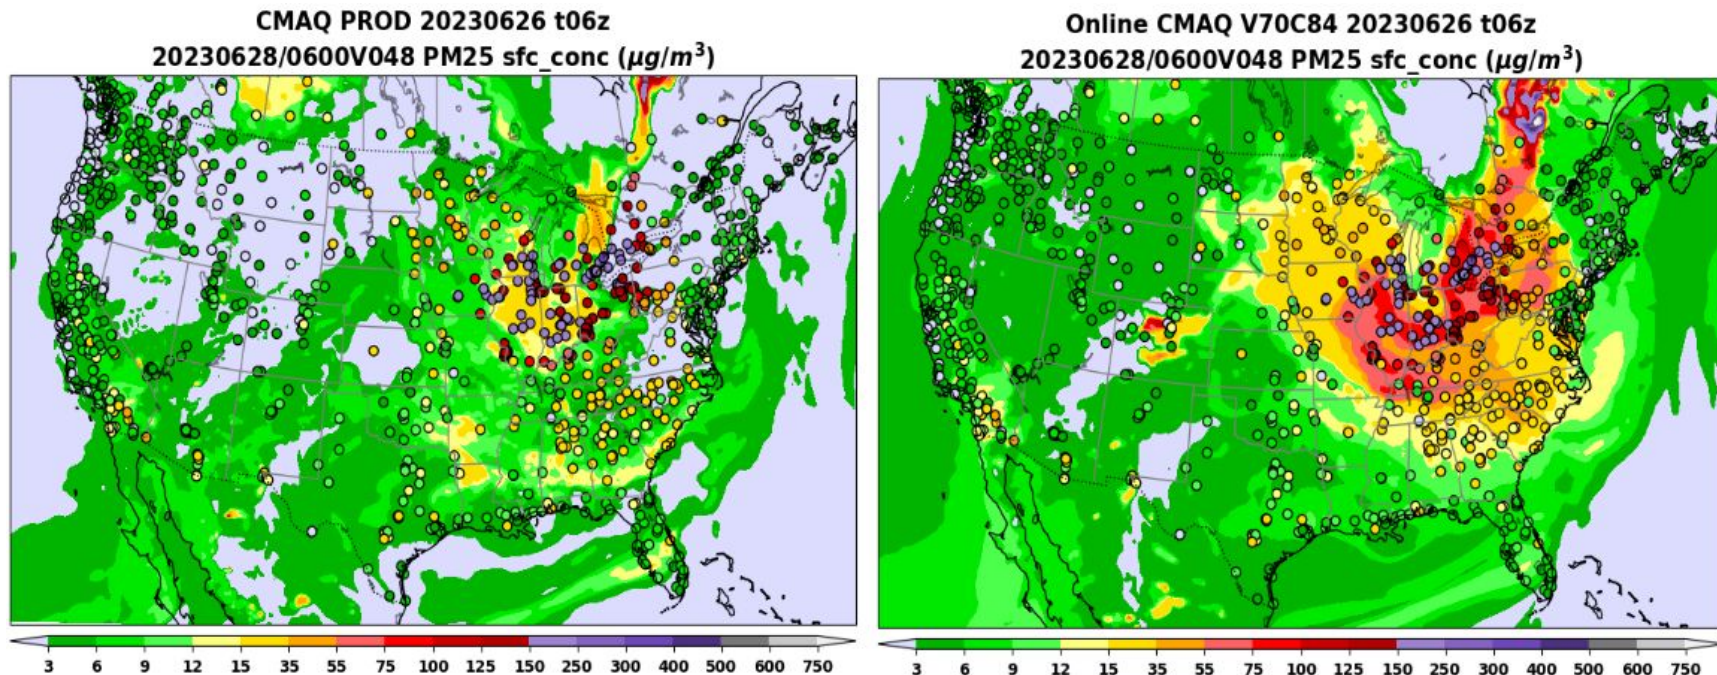 CMAQ PROD 20230626 t06z
20230628/0600V048 PM25 sfc_conc (μg/m³)
3 6 9 12 15 35 55 75 100 125 150 250 300 400 500 600 750
Online CMAQ V70C84 20230626 t06z
20230628/0600V048 PM25 sfc_conc (μg/m³)
3 6 9 12 15 35 55 75 100 125 150 250 300 400 500 600 750